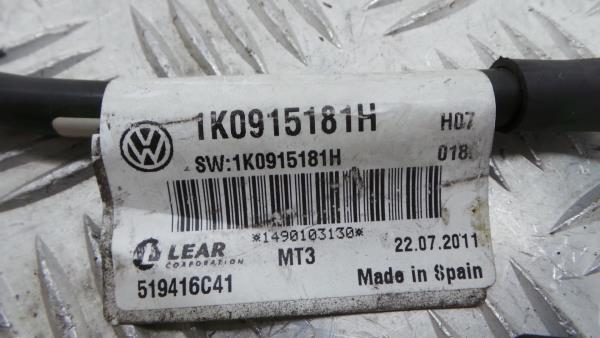 1K0915181H H07
SW:1K0915181H 018
*1490103130*
LEAR MT3 22.07.2011
CORPORATION
519416C41 Made in Spain